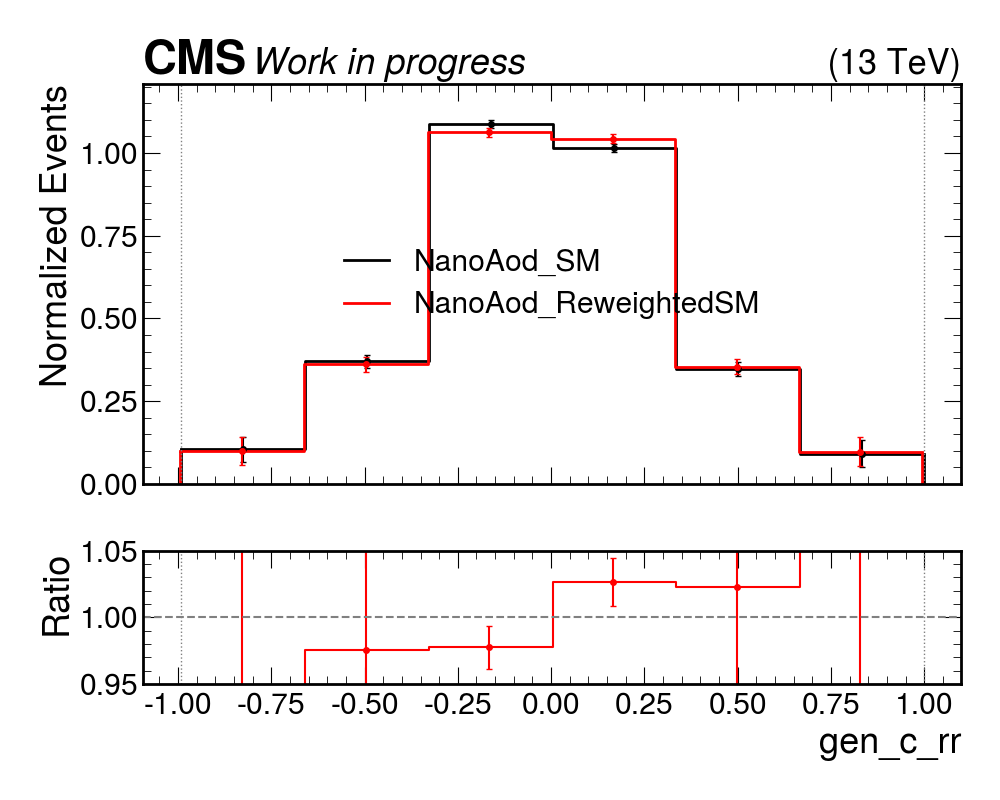 CMS Work in progress (13 TeV)
Normalized Events
1.00
0.75
0.50
0.25
0.00
NanoAod_SM
NanoAod_ReweightedSM
Ratio
1.05
1.00
0.95
-1.00 -0.75 -0.50 -0.25 0.00 0.25 0.50 0.75 1.00
gen_c_rr